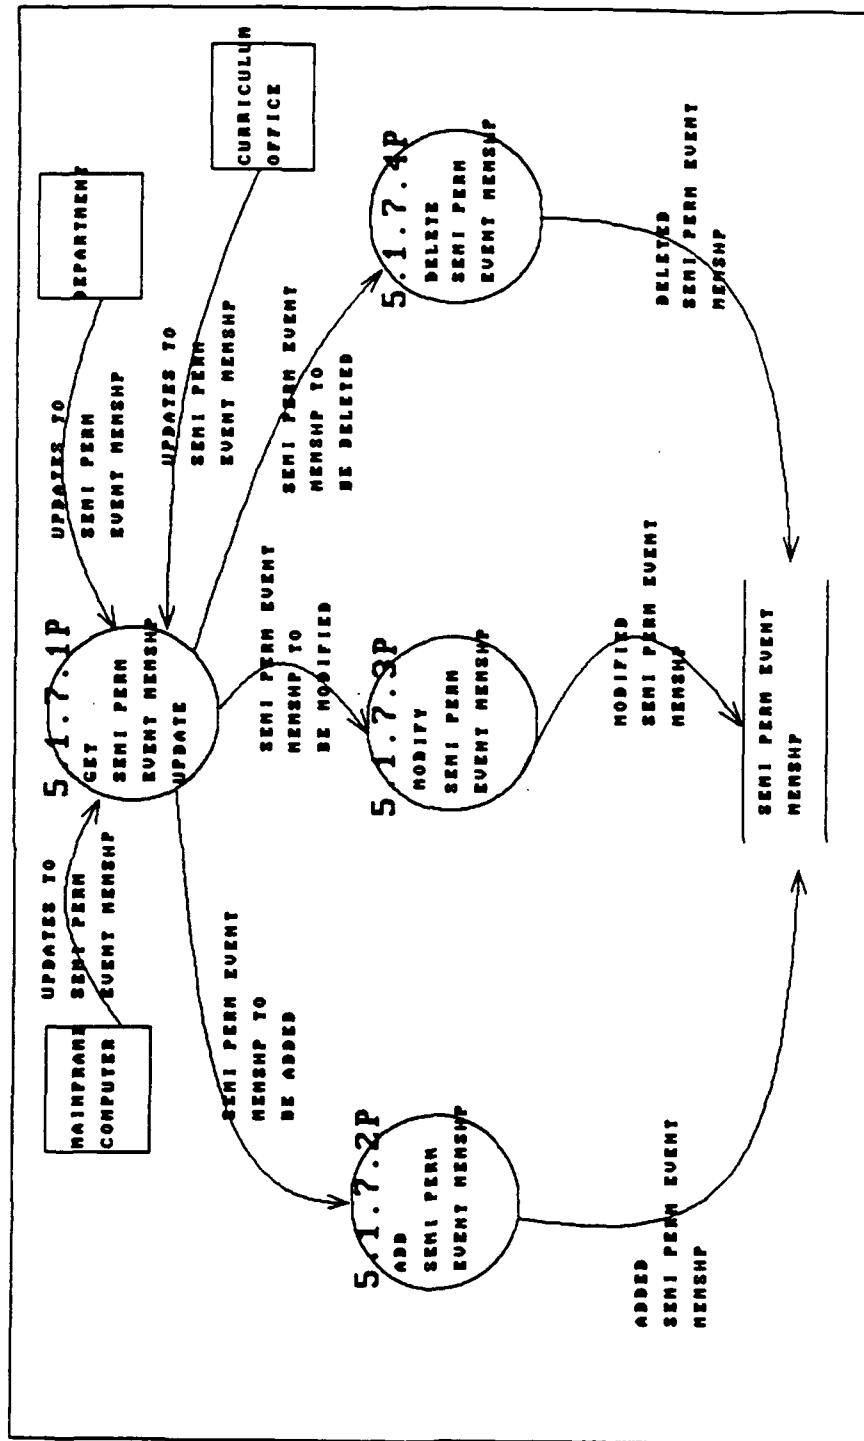 MAINFRAME
COMPUTER
UPDATES TO
SEMI PERM
EVENT MEMSHP
5.1.7.1P
GET
SEMI PERM
EVENT MEMSHP
UPDATE
UPDATES TO
SEMI PERM
EVENT MEMSHP
DEPARTMENT
UPDATES TO
SEMI PERM
EVENT MEMSHP
CURRICULUM
OFFICE
SEMI PERM EVENT
MEMSHP TO
BE ADDED
SEMI PERM EVENT
MEMSHP TO
BE MODIFIED
SEMI PERM EVENT
MEMSHP TO
BE DELETED
5.1.7.2P
ADD
SEMI PERM
EVENT MEMSHP
5.1.7.3P
MODIFY
SEMI PERM
EVENT MEMSHP
5.1.7.4P
DELETE
SEMI PERM
EVENT MEMSHP
ADDED
SEMI PERM EVENT
MEMSHP
MODIFIED
SEMI PERM EVENT
MEMSHP
DELETED
SEMI PERM EVENT
MEMSHP
SEMI PERM EVENT
MEMSHP